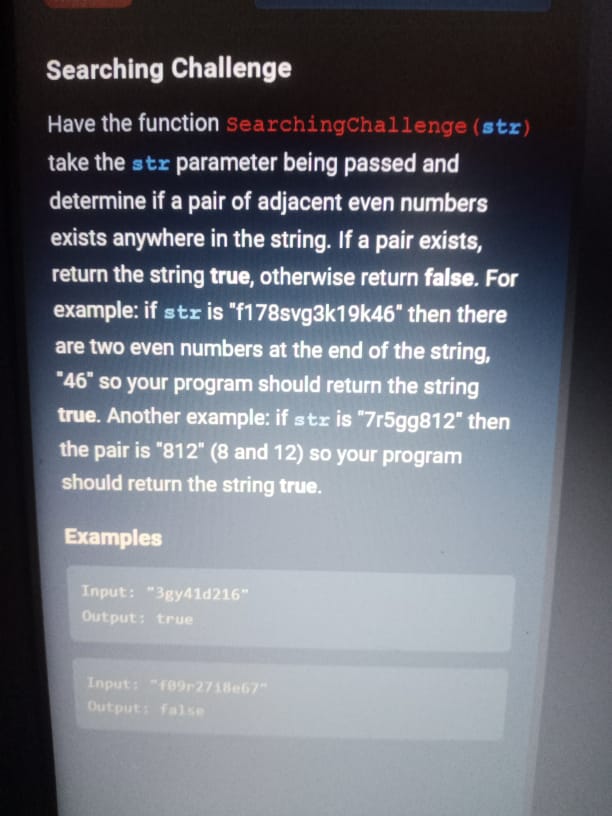 Searching Challenge
Have the function SearchingChallenge(str)
take the str parameter being passed and
determine if a pair of adjacent even numbers
exists anywhere in the string. If a pair exists,
return the string true, otherwise return false. For
example: if str is "f178svg3k19k46" then there
are two even numbers at the end of the string,
"46" so your program should return the string
true. Another example: if str is "7r5gg812" then
the pair is "812" (8 and 12) so your program
should return the string true.
Examples
Input: "3gy41d216"
Output: true
Input: "f09r27i8e67"
Output: false